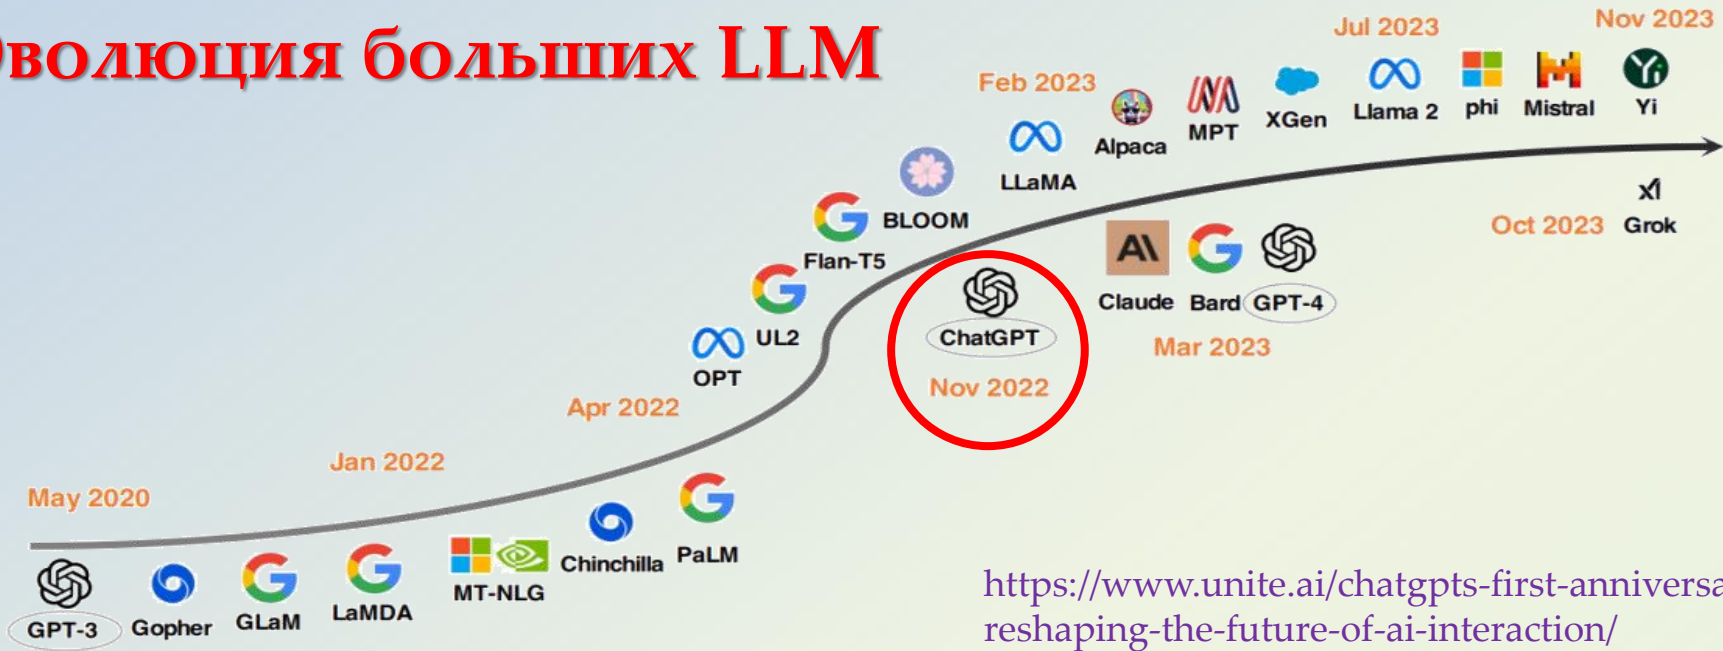 Эволюция больших LLM
May 2020
Jan 2022
Apr 2022
Feb 2023
Jul 2023
Nov 2023
OPT
UL2
Flan-T5
BLOOM
LLaMA
Alpaca
MPT
XGen
Llama 2
phi
Mistral
Yi
GPT-3
Gopher
GLaM
LaMDA
MT-NLG
Chinchilla
PaLM
ChatGPT
Nov 2022
Claude
Bard
GPT-4
Mar 2023
Oct 2023
xI
Grok
https://www.unite.ai/chatgpts-first-anniversa
reshaping-the-future-of-ai-interaction/